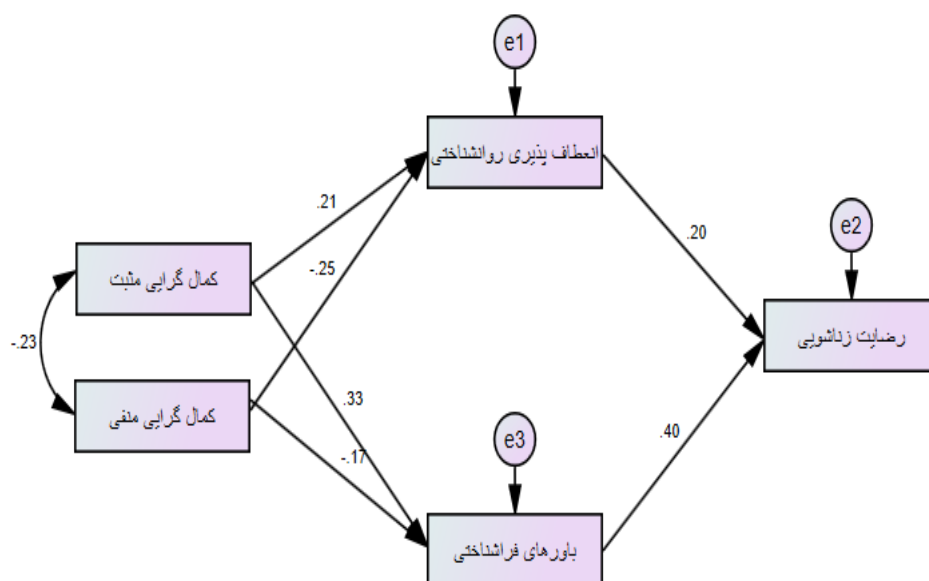 e1
انعطاف پذیری روانشناختی
.21
-.25
.20
e2
کمال گرایی مثبت
رضایت زناشویی
-.23
کمال گرایی منفی
.33
-.17
e3
.40
باورهای فراشناختی